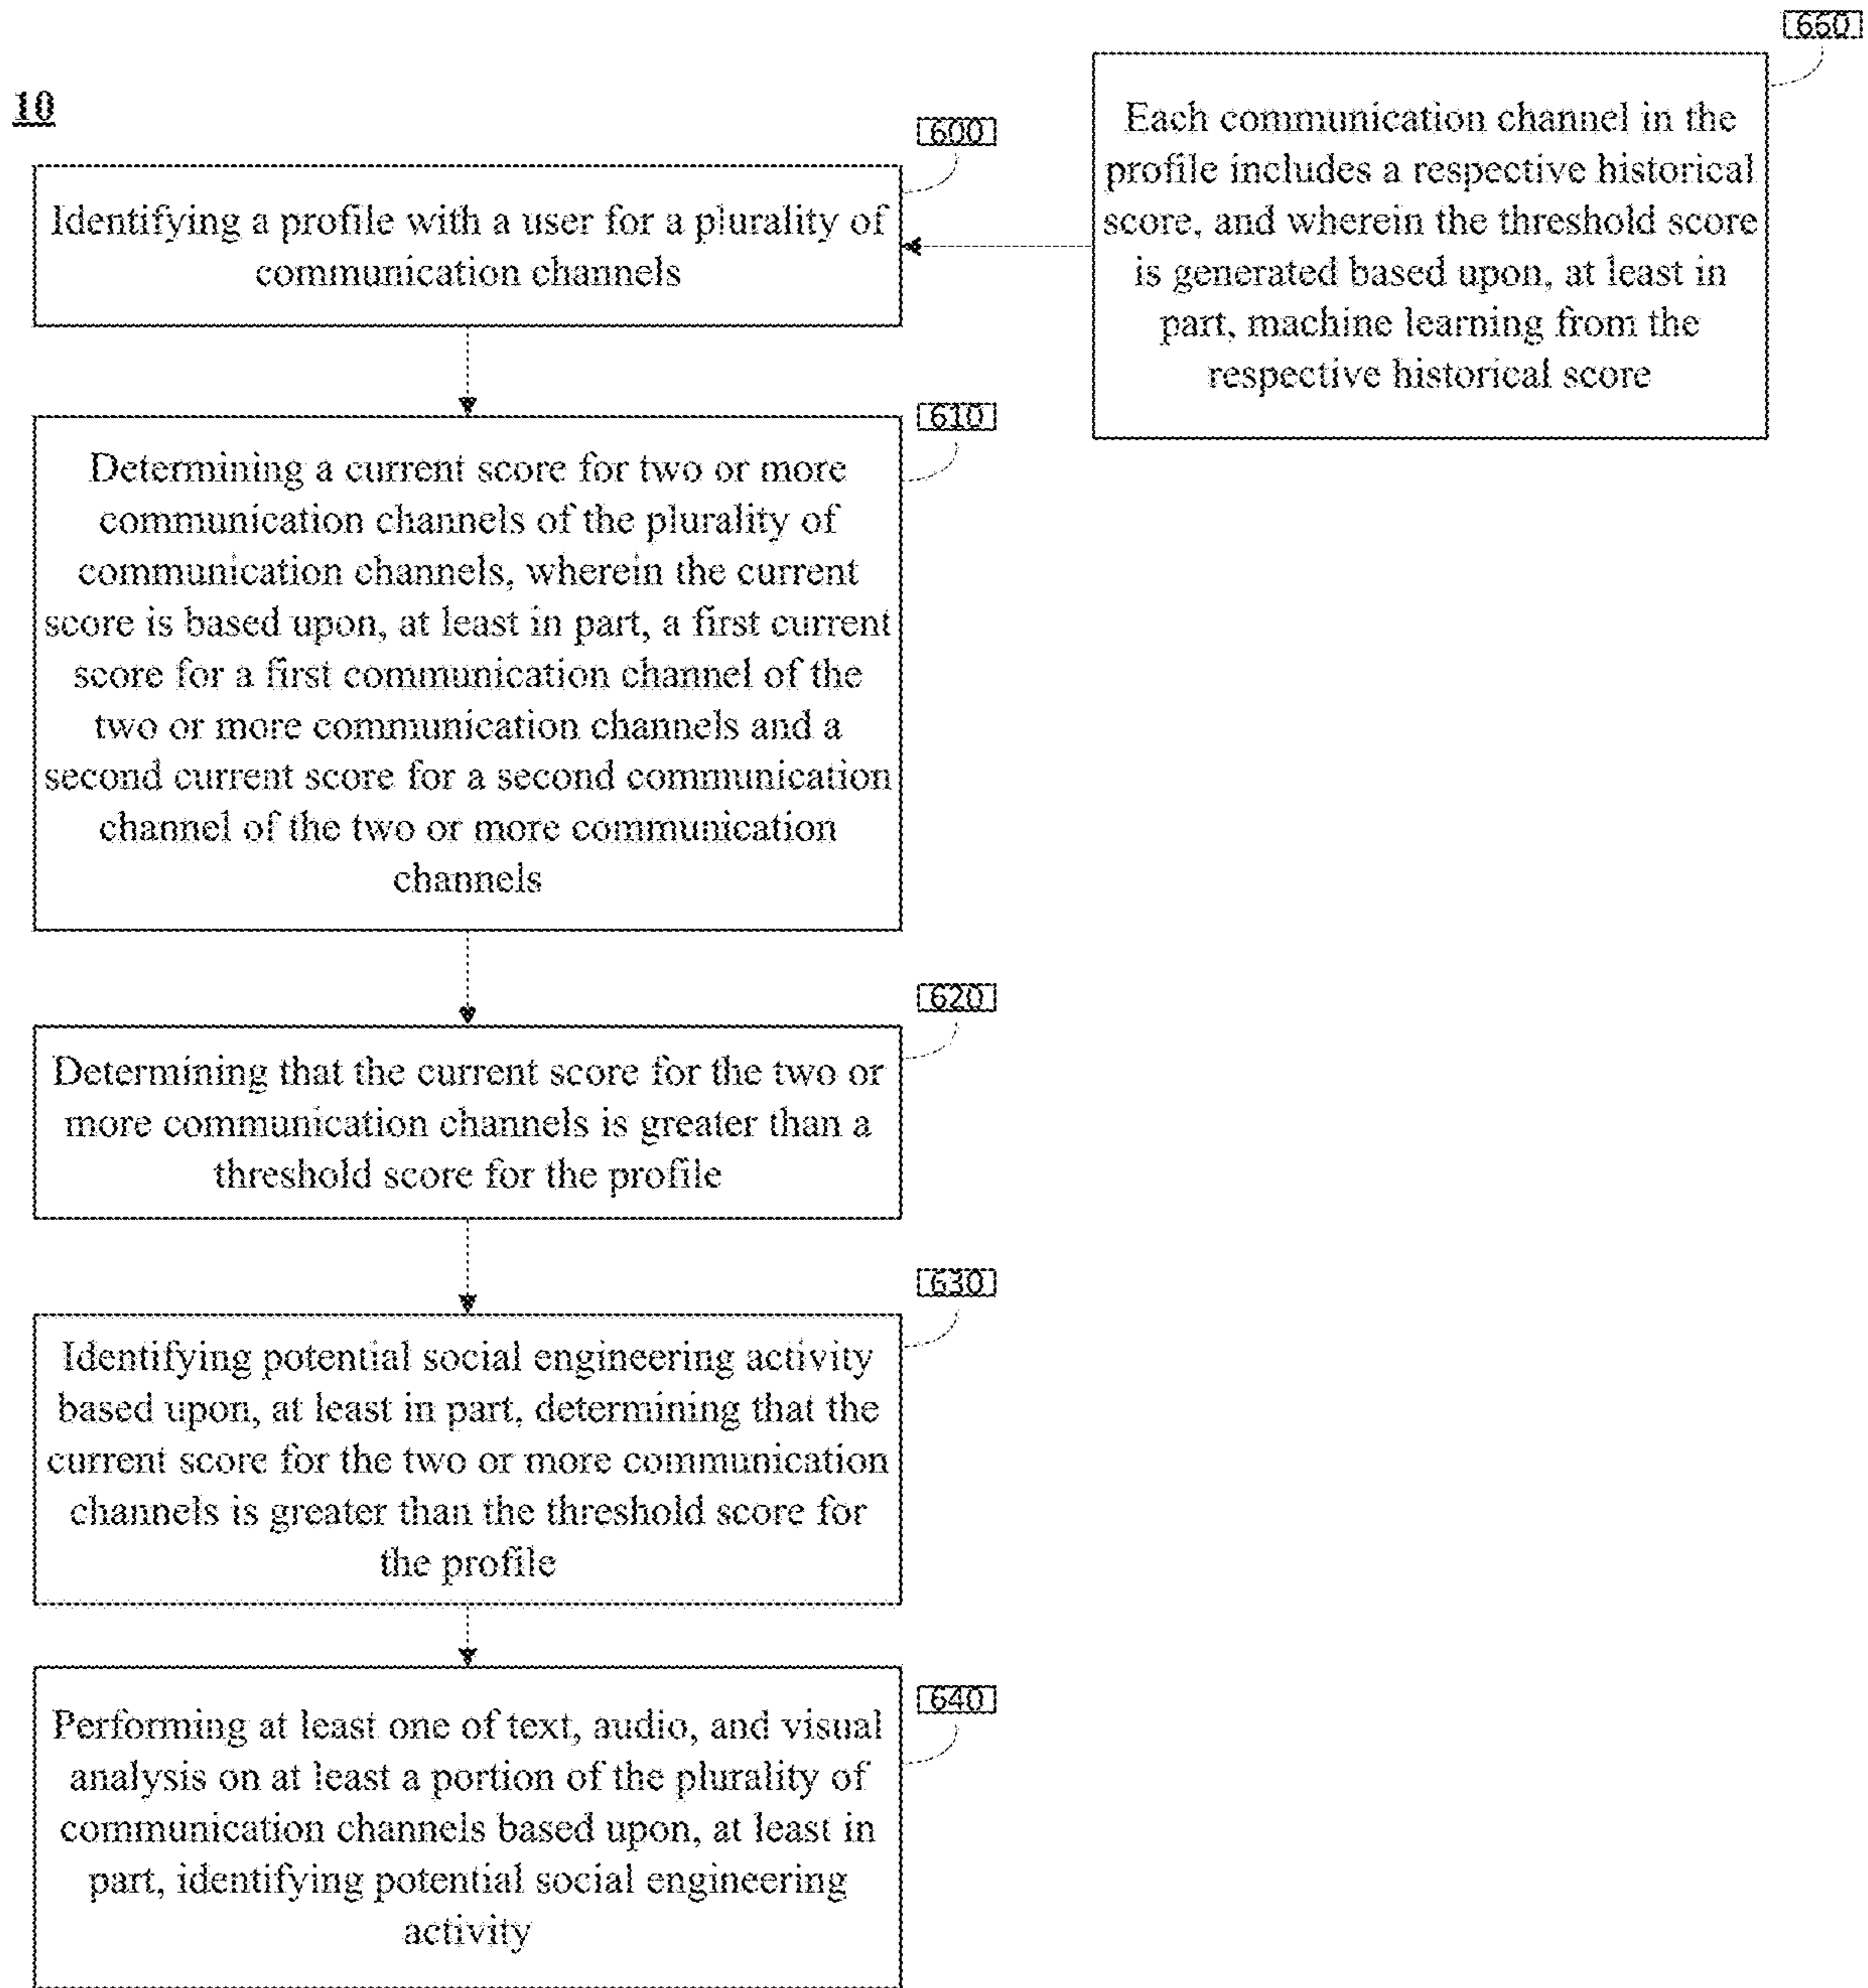 10
600
Identifying a profile with a user for a plurality of
communication channels
660
Each communication channel in the
profile includes a respective historical
score, and wherein the threshold score
is generated based upon, at least in
part, machine learning from the
respective historical score
610
Determining a current score for two or more
communication channels of the plurality of
communication channels, wherein the current
score is based upon, at least in part, a first current
score for a first communication channel of the
two or more communication channels and a
second current score for a second communication
channel of the two or more communication
channels
620
Determining that the current score for the two or
more communication channels is greater than a
threshold score for the profile
630
Identifying potential social engineering activity
based upon, at least in part, determining that the
current score for the two or more communication
channels is greater than the threshold score for
the profile
640
Performing at least one of text, audio, and visual
analysis on at least a portion of the plurality of
communication channels based upon, at least in
part, identifying potential social engineering
activity